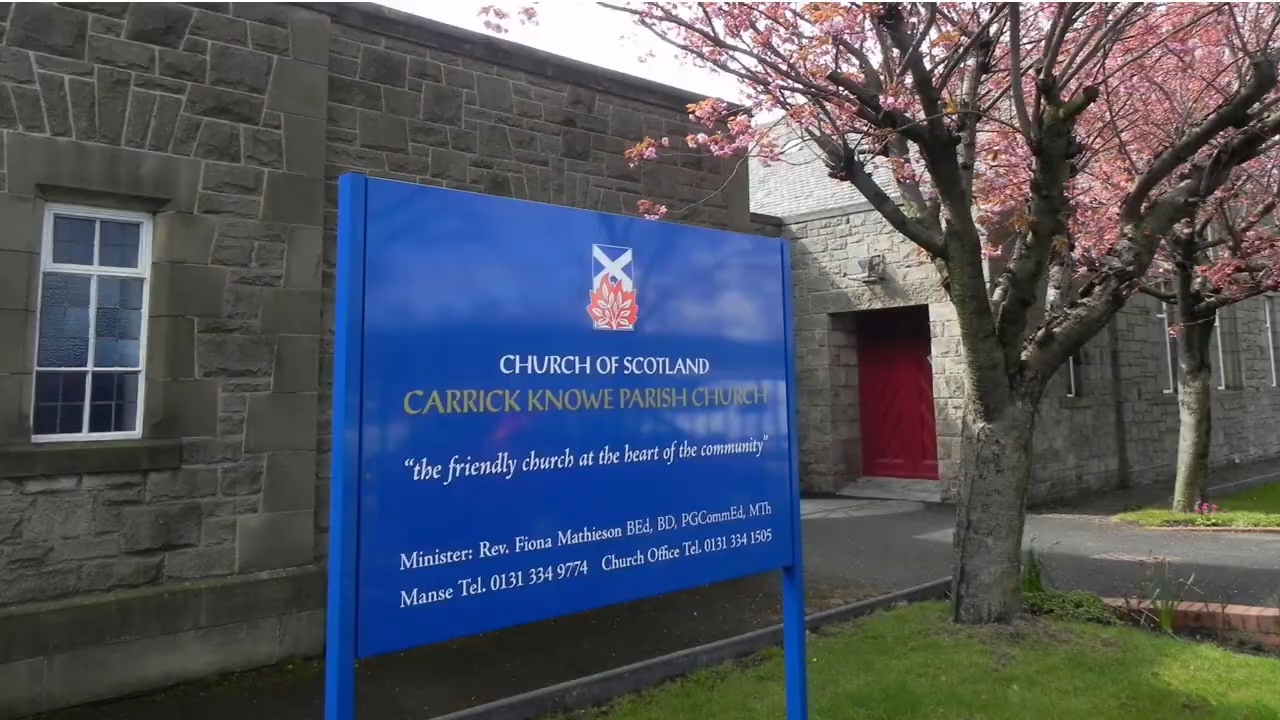 CHURCH OF SCOTLAND
CARRICK KNOWE PARISH CHURCH
“the friendly church at the heart of the community”
Minister: Rev. Fiona Mathieson BEd, BD, PGCommEd, MTh
Manse Tel. 0131 334 9774 Church Office Tel. 0131 334 1505